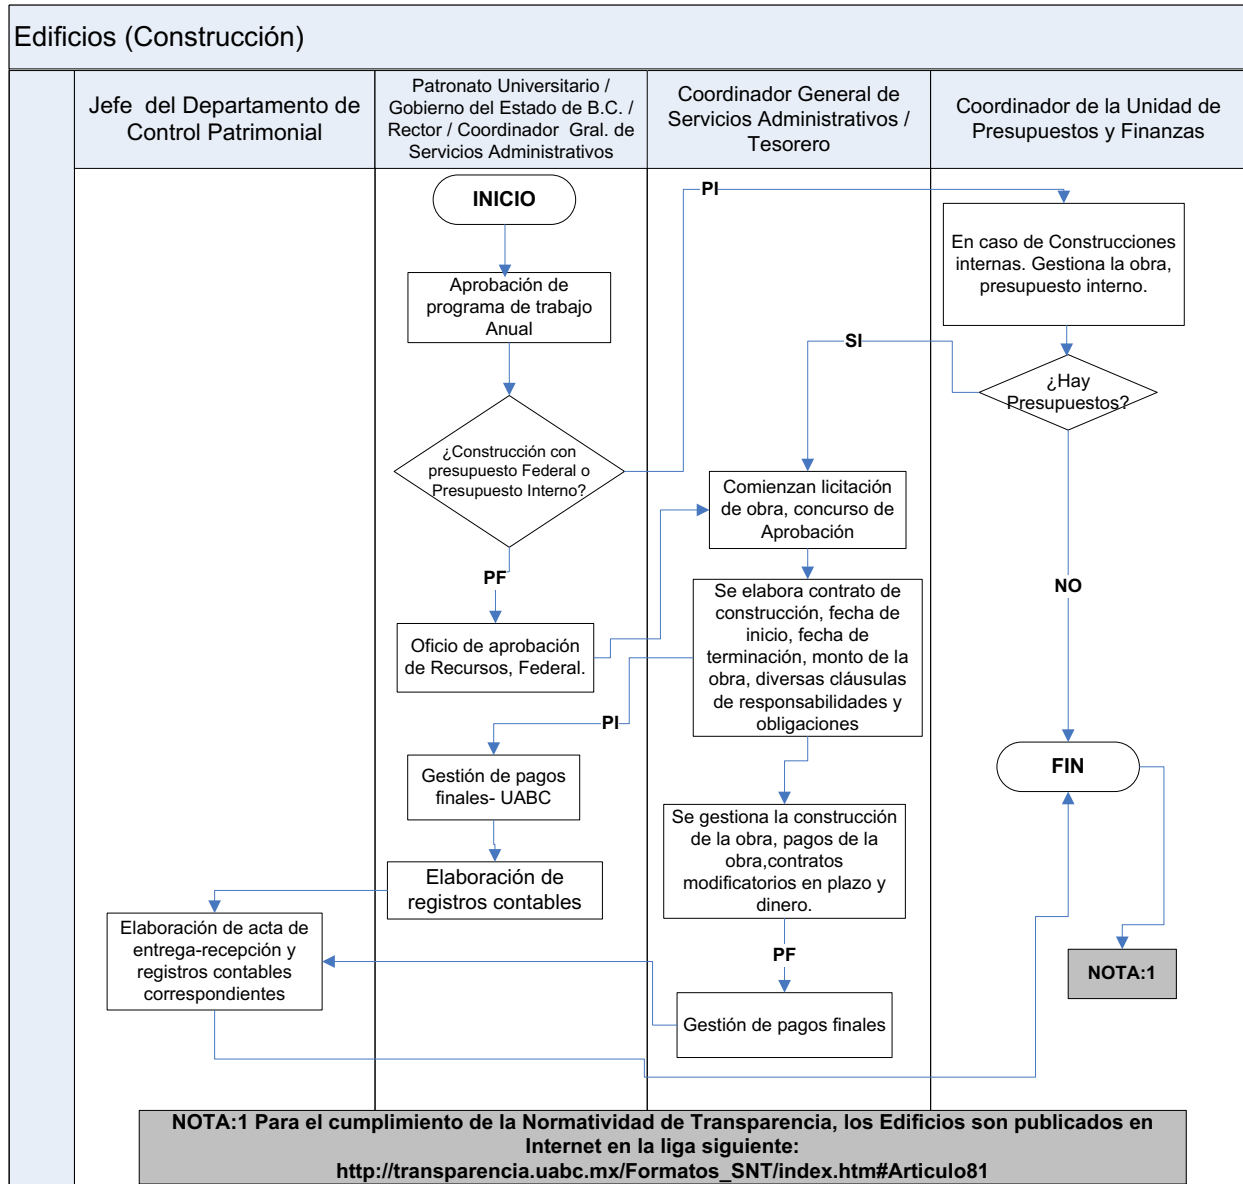 Edificios (Construcción)
Jefe del Departamento de
Control Patrimonial
Patronato Universitario /
Gobierno del Estado de B.C. /
Rector / Coordinador Gral. de
Servicios Administrativos
Coordinador General de
Servicios Administrativos /
Tesorero
Coordinador de la Unidad de
Presupuestos y Finanzas
INICIO
PI
En caso de Construcciones
internas. Gestiona la obra,
presupuesto interno.
Aprobación de
programa de trabajo
Anual
SI
¿Hay
Presupuestos?
¿Construcción con
presupuesto Federal o
Presupuesto Interno?
Comienzan licitación
de obra, concurso de
Aprobación
PF
NO
Oficio de aprobación
de Recursos, Federal.
Se elabora contrato de
construcción, fecha de
inicio, fecha de
terminación, monto de la
obra, diversas cláusulas
de responsabilidades y
obligaciones
PI
Gestión de pagos
finales- UABC
FIN
Se gestiona la construcción
de la obra, pagos de la
obra,contratos
modificatorios en plazo y
dinero.
Elaboración de
registros contables
Elaboración de acta de
entrega-recepción y
registros contables
correspondientes
PF
NOTA:1
Gestión de pagos finales
NOTA:1 Para el cumplimiento de la Normatividad de Transparencia, los Edificios son publicados en
Internet en la liga siguiente:
http://transparencia.uabc.mx/Formatos_SNT/index.htm#Articulo81